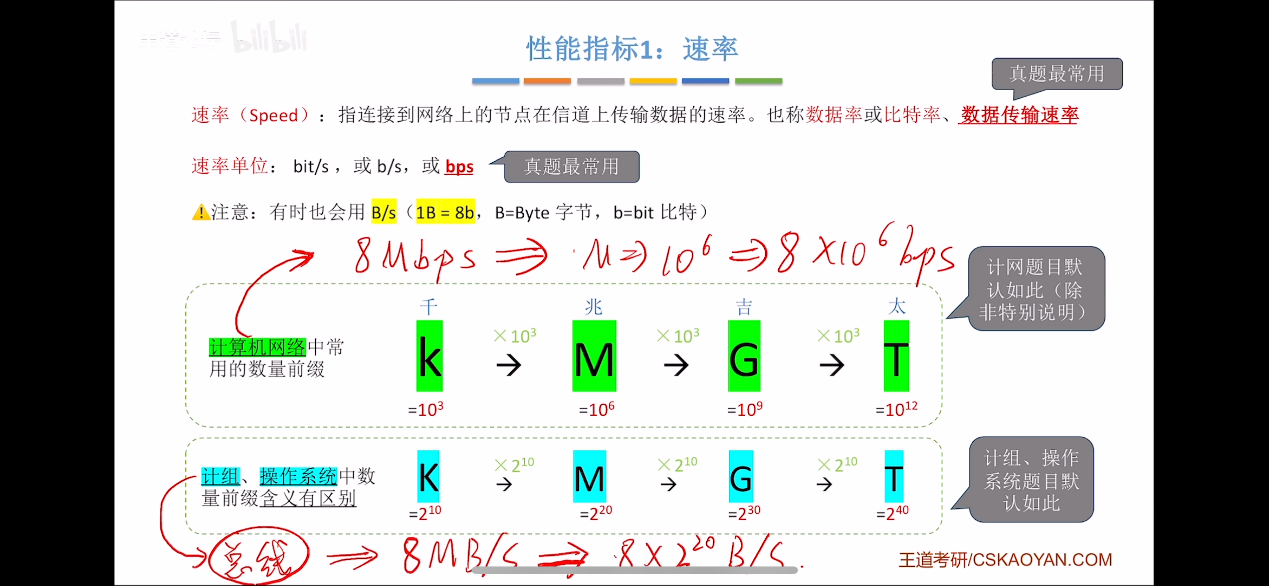 bilibili
性能指标1：速率
真题最常用
速率（Speed）：指连接到网络上的节点在信道上传输数据的速率。也称数据率或比特率、数据传输速率
速率单位：bit/s ，或 b/s，或 bps
真题最常用
注意：有时也会用 B/s（1B = 8b，B=Byte 字节，b=bit 比特）
8Mbps ⇒ M⇒10⁶ ⇒ 8×10⁶bps
计网题目默
认如此（除
非特别说明）
千 兆 吉 太
计算机网络中常
用的数量前缀
k ×10³ → M ×10³ → G ×10³ → T
=10³ =10⁶ =10⁹ =10¹²
计组、操作系统中数
量前缀含义有区别
K ×2¹⁰ → M ×2¹⁰ → G ×2¹⁰ → T
=2¹⁰ =2²⁰ =2³⁰ =2⁴⁰
计组、操作
系统题目默
认如此
总线 ⇒ 8MB/s ⇒ 8×2²⁰ B/s.
王道考研/CSKAOYAN.COM